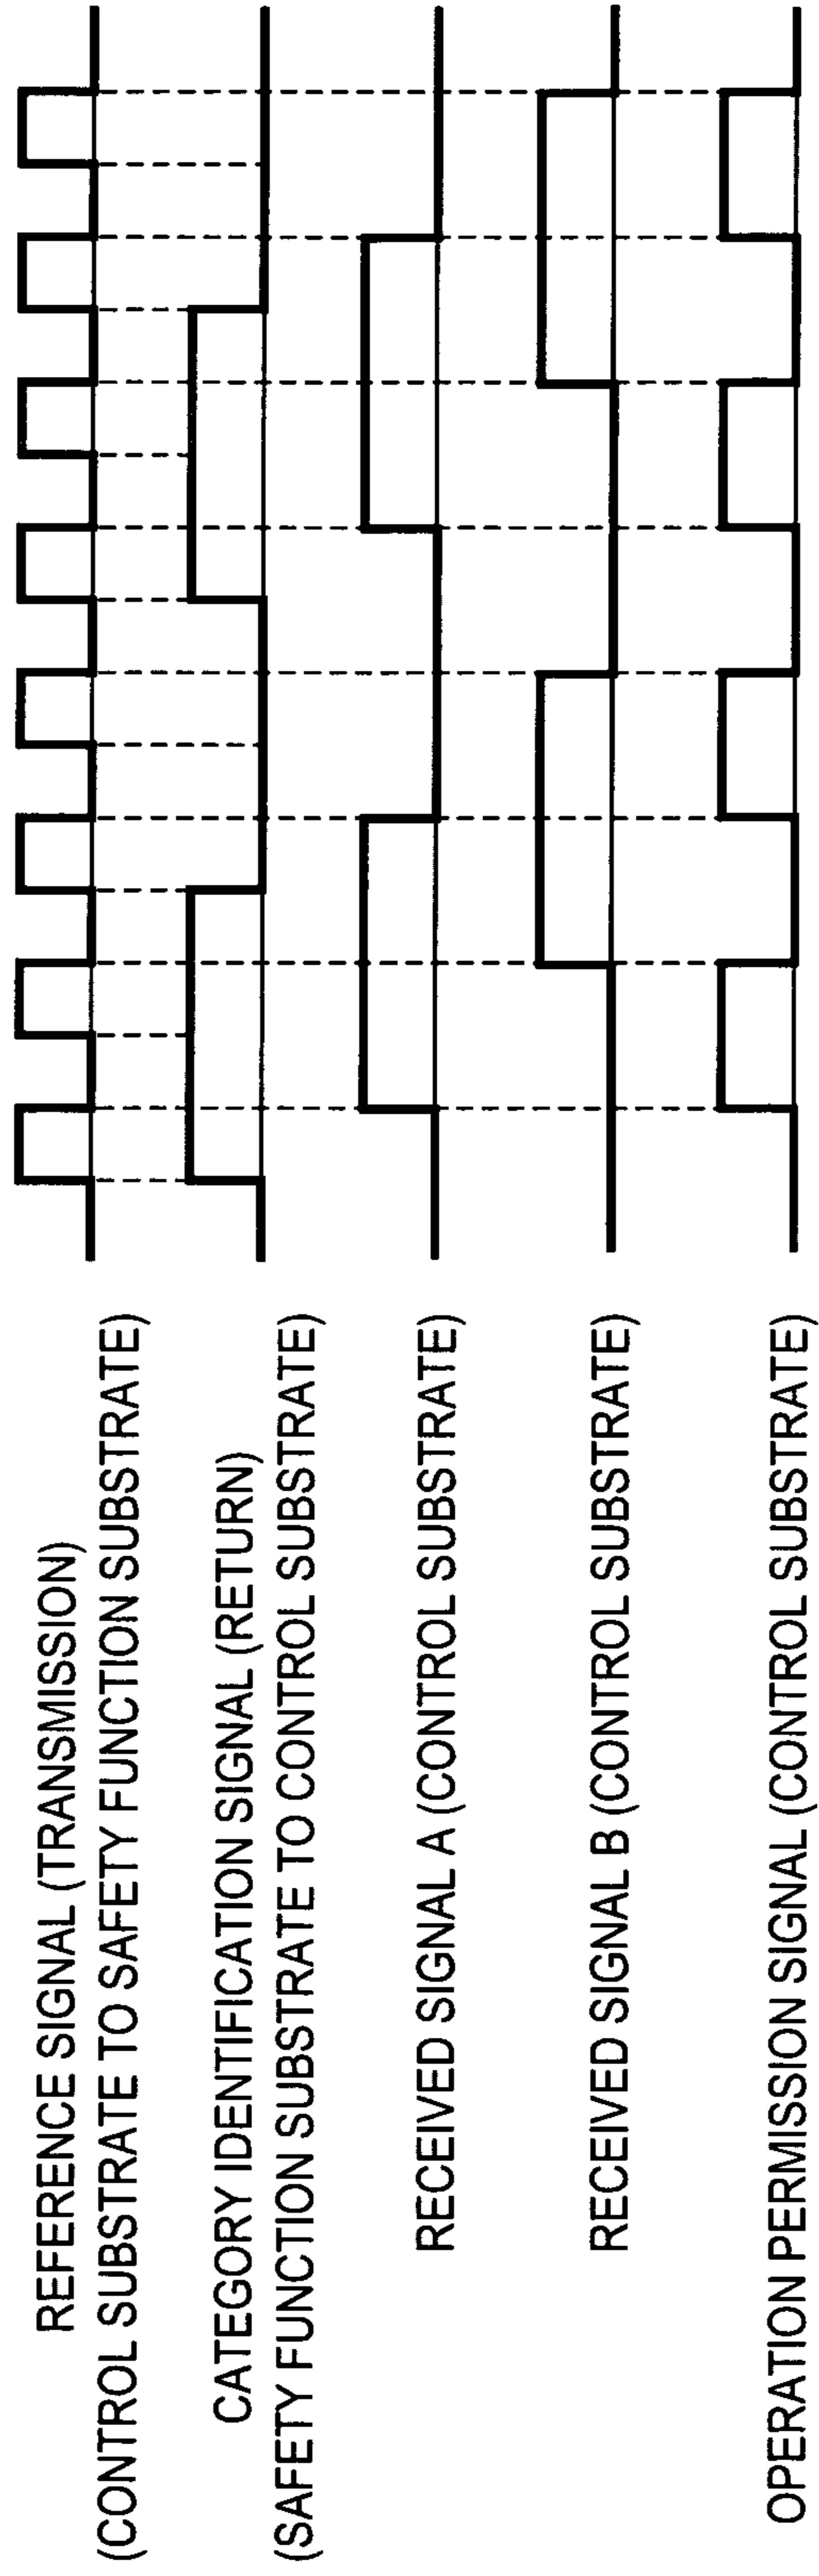 REFERENCE SIGNAL (TRANSMISSION)
(CONTROL SUBSTRATE TO SAFETY FUNCTION SUBSTRATE)
CATEGORY IDENTIFICATION SIGNAL (RETURN)
(SAFETY FUNCTION SUBSTRATE TO CONTROL SUBSTRATE)
RECEIVED SIGNAL A (CONTROL SUBSTRATE)
RECEIVED SIGNAL B (CONTROL SUBSTRATE)
OPERATION PERMISSION SIGNAL (CONTROL SUBSTRATE)